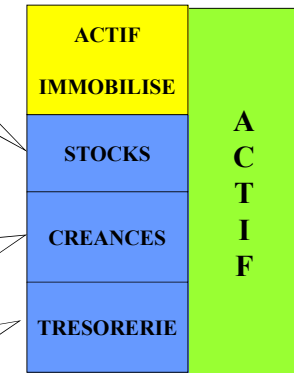 ACTIF
IMMOBILISE
STOCKS
CREANCES
TRESORERIE
A
C
T
I
F